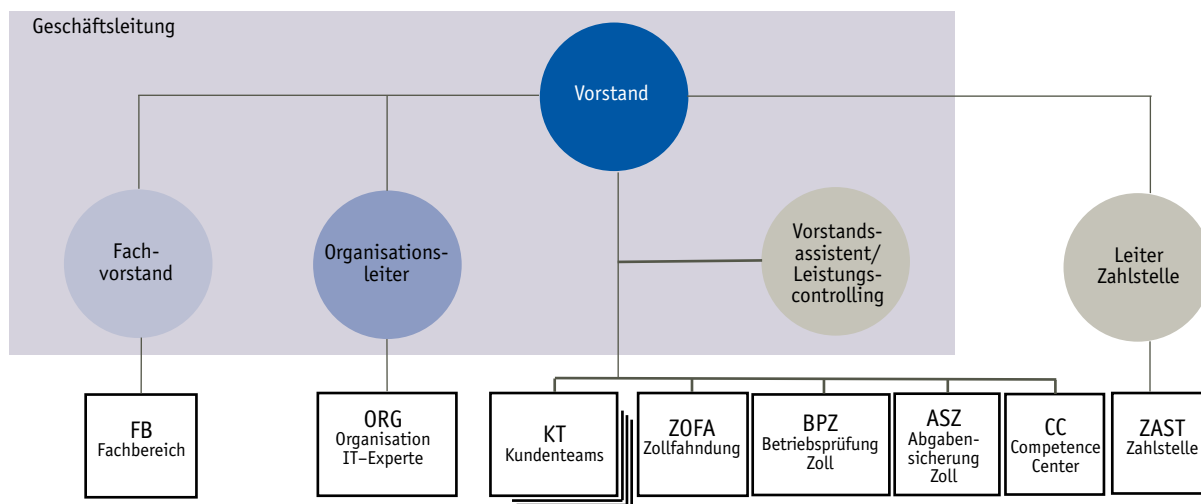 Geschäftsleitung
Vorstand
Fach-
vorstand
Organisations-
leiter
Vorstands-
assistent/
Leistungs-
controlling
Leiter
Zahlstelle
FB
Fachbereich
ORG
Organisation
IT–Experte
KT
Kundenteams
ZOFA
Zollfahndung
BPZ
Betriebsprüfung
Zoll
ASZ
Abgaben-
sicherung
Zoll
CC
Competence
Center
ZAST
Zahlstelle